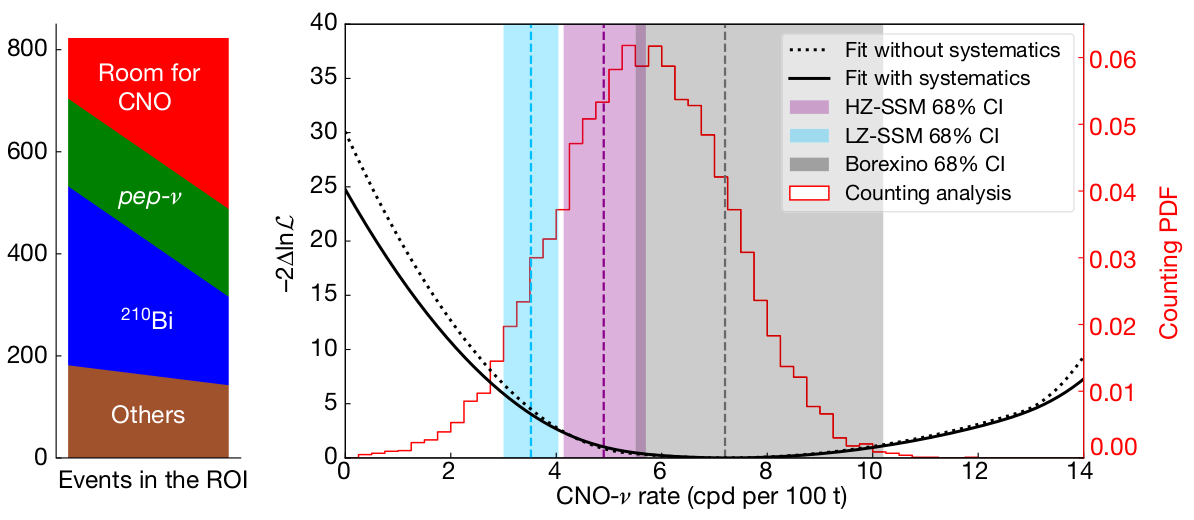 800
600
400
200
0
Room for
CNO
pep-ν
²¹⁰Bi
Others
Events in the ROI
40
35
30
25
20
15
10
5
0
−2Δlnℒ
0 2 4 6 8 10 12 14
CNO-ν rate (cpd per 100 t)
Fit without systematics
Fit with systematics
HZ-SSM 68% CI
LZ-SSM 68% CI
Borexino 68% CI
Counting analysis
0.06
0.05
0.04
0.03
0.02
0.01
0.00
Counting PDF